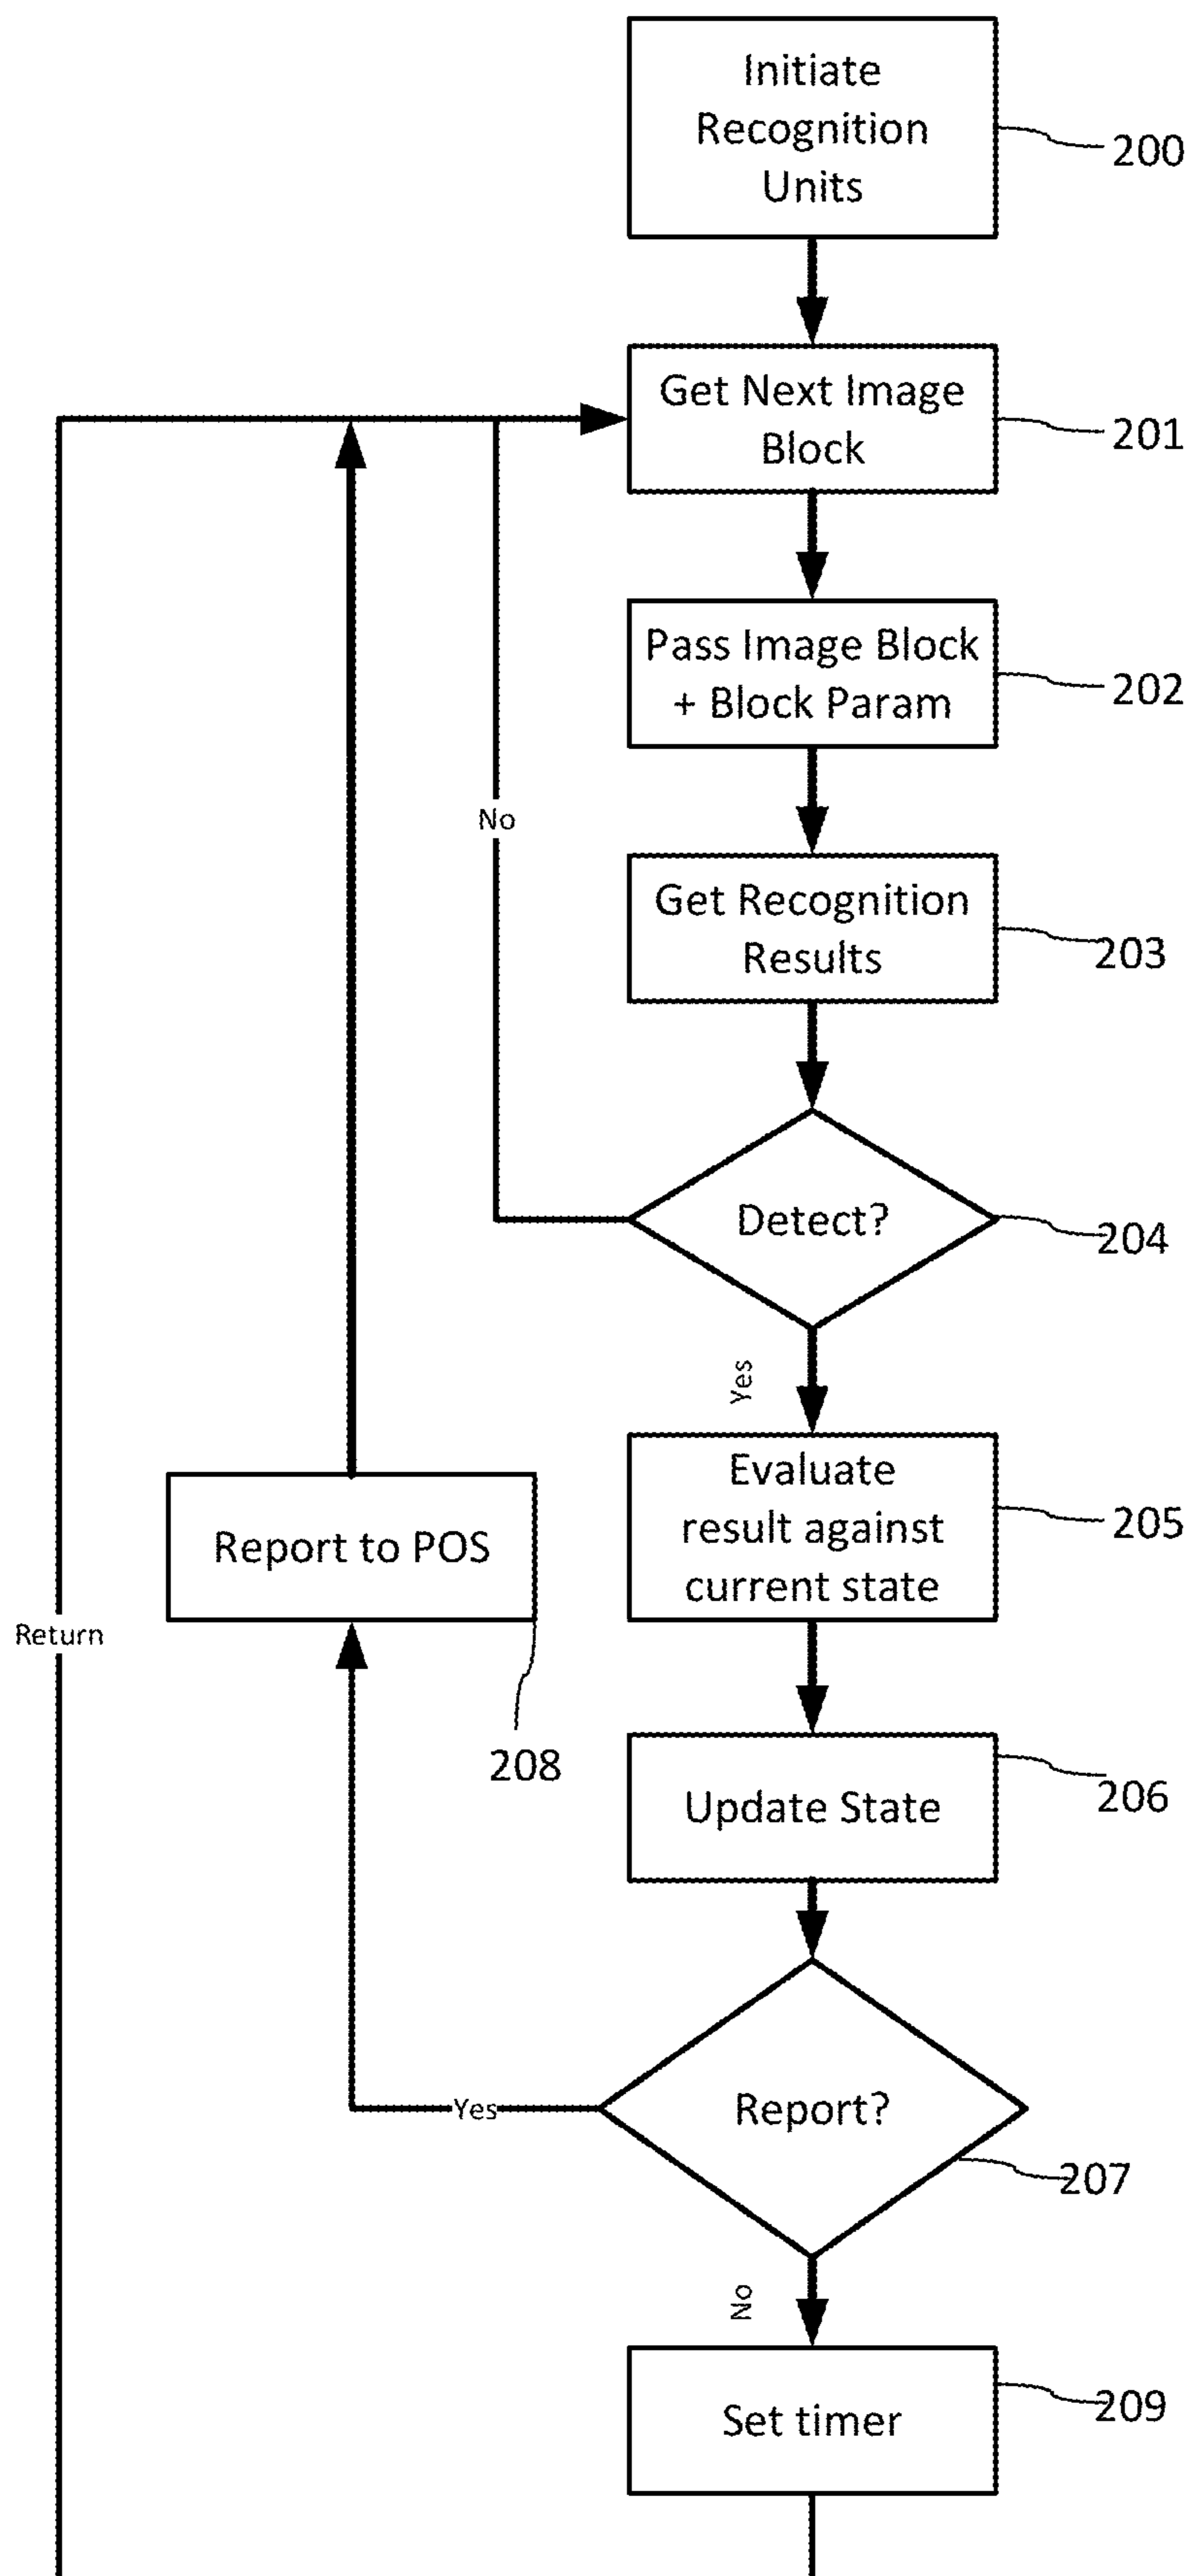 Initiate
Recognition
Units
200
Get Next Image
Block
201
Pass Image Block
+ Block Param
202
No
Get Recognition
Results
203
Detect?
204
Yes
Evaluate
result against
current state
205
Report to POS
Return
208
Update State
206
Report?
Yes
207
No
Set timer
209